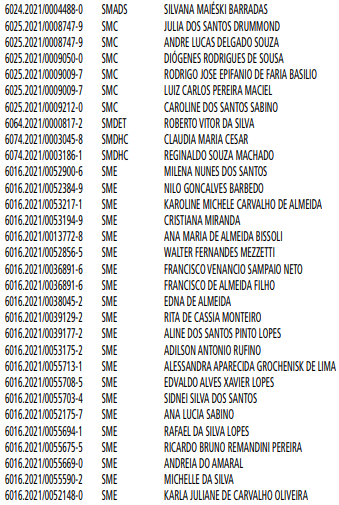 6024.2021/0004488-0 SMADS SILVANA MAIÉSKI BARRADAS
6025.2021/0008747-9 SMC JULIA DOS SANTOS DRUMMOND
6025.2021/0008747-9 SMC ANDRE LUCAS DELGADO SOUZA
6025.2021/0009050-0 SMC DIÓGENES RODRIGUES DE SOUSA
6025.2021/0009009-7 SMC RODRIGO JOSE EPIFANIO DE FARIA BASILIO
6025.2021/0009009-7 SMC LUIZ CARLOS PEREIRA MACIEL
6025.2021/0009212-0 SMC CAROLINE DOS SANTOS SABINO
6064.2021/0000817-2 SMDET ROBERTO VITOR DA SILVA
6074.2021/0003045-8 SMDHC CLAUDIA MARIA CESAR
6074.2021/0003186-1 SMDHC REGINALDO SOUZA MACHADO
6016.2021/0052900-6 SME MILENA NUNES DOS SANTOS
6016.2021/0052384-9 SME NILO GONCALVES BARBEDO
6016.2021/0053217-1 SME KAROLINE MICHELE CARVALHO DE ALMEIDA
6016.2021/0053194-9 SME CRISTIANA MIRANDA
6016.2021/0013772-8 SME ANA MARIA DE ALMEIDA BISSOLI
6016.2021/0052856-5 SME WALTER FERNANDES MEZZETTI
6016.2021/0036891-6 SME FRANCISCO VENANCIO SAMPAIO NETO
6016.2021/0036891-6 SME FRANCISCO DE ALMEIDA FILHO
6016.2021/0038045-2 SME EDNA DE ALMEIDA
6016.2021/0039129-2 SME RITA DE CASSIA MONTEIRO
6016.2021/0039177-2 SME ALINE DOS SANTOS PINTO LOPES
6016.2021/0053175-2 SME ADILSON ANTONIO RUFINO
6016.2021/0055713-1 SME ALESSANDRA APARECIDA GROCHENISK DE LIMA
6016.2021/0055708-5 SME EDVALDO ALVES XAVIER LOPES
6016.2021/0055703-4 SME SIDNEI SILVA DOS SANTOS
6016.2021/0052175-7 SME ANA LUCIA SABINO
6016.2021/0055694-1 SME RAFAEL DA SILVA LOPES
6016.2021/0055675-5 SME RICARDO BRUNO REMANDINI PEREIRA
6016.2021/0055669-0 SME ANDREIA DO AMARAL
6016.2021/0055590-2 SME MICHELLE DA SILVA
6016.2021/0052148-0 SME KARLA JULIANE DE CARVALHO OLIVEIRA